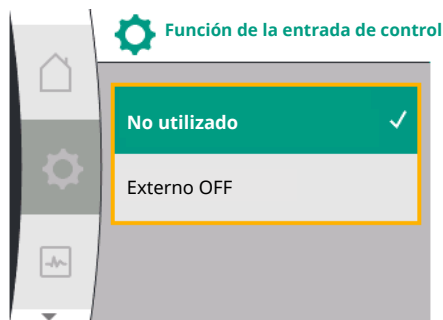 Función de la entrada de control
No utilizado
Externo OFF